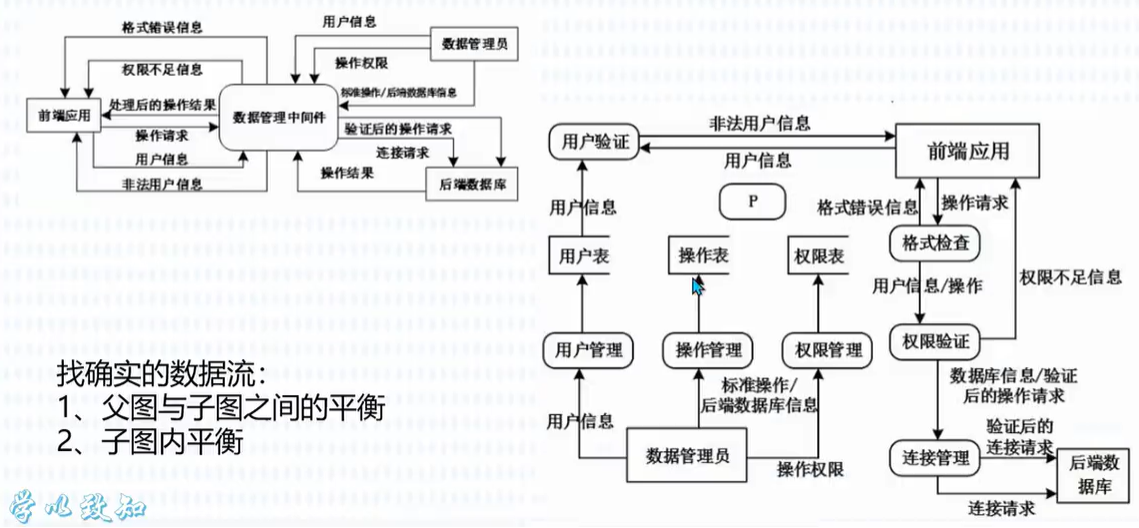 格式错误信息
用户信息
数据管理员
权限不足信息
操作权限
标准操作/后端数据库信息
前端应用
处理后的操作结果
数据管理中间件
操作请求
验证后的操作请求
用户信息
连接请求
非法用户信息
操作结果
后端数据库
用户验证
非法用户信息
用户信息
前端应用
P
用户信息
格式错误信息
操作请求
用户表
操作表
权限表
格式检查
用户信息/操作
权限不足信息
用户管理
操作管理
权限管理
权限验证
找确实的数据流：
1、父图与子图之间的平衡
2、子图内平衡
用户信息
标准操作/
后端数据库信息
数据库信息/验证
后的操作请求
数据管理员
操作权限
连接管理
验证后的
连接请求
后端数
据库
连接请求
学以致知